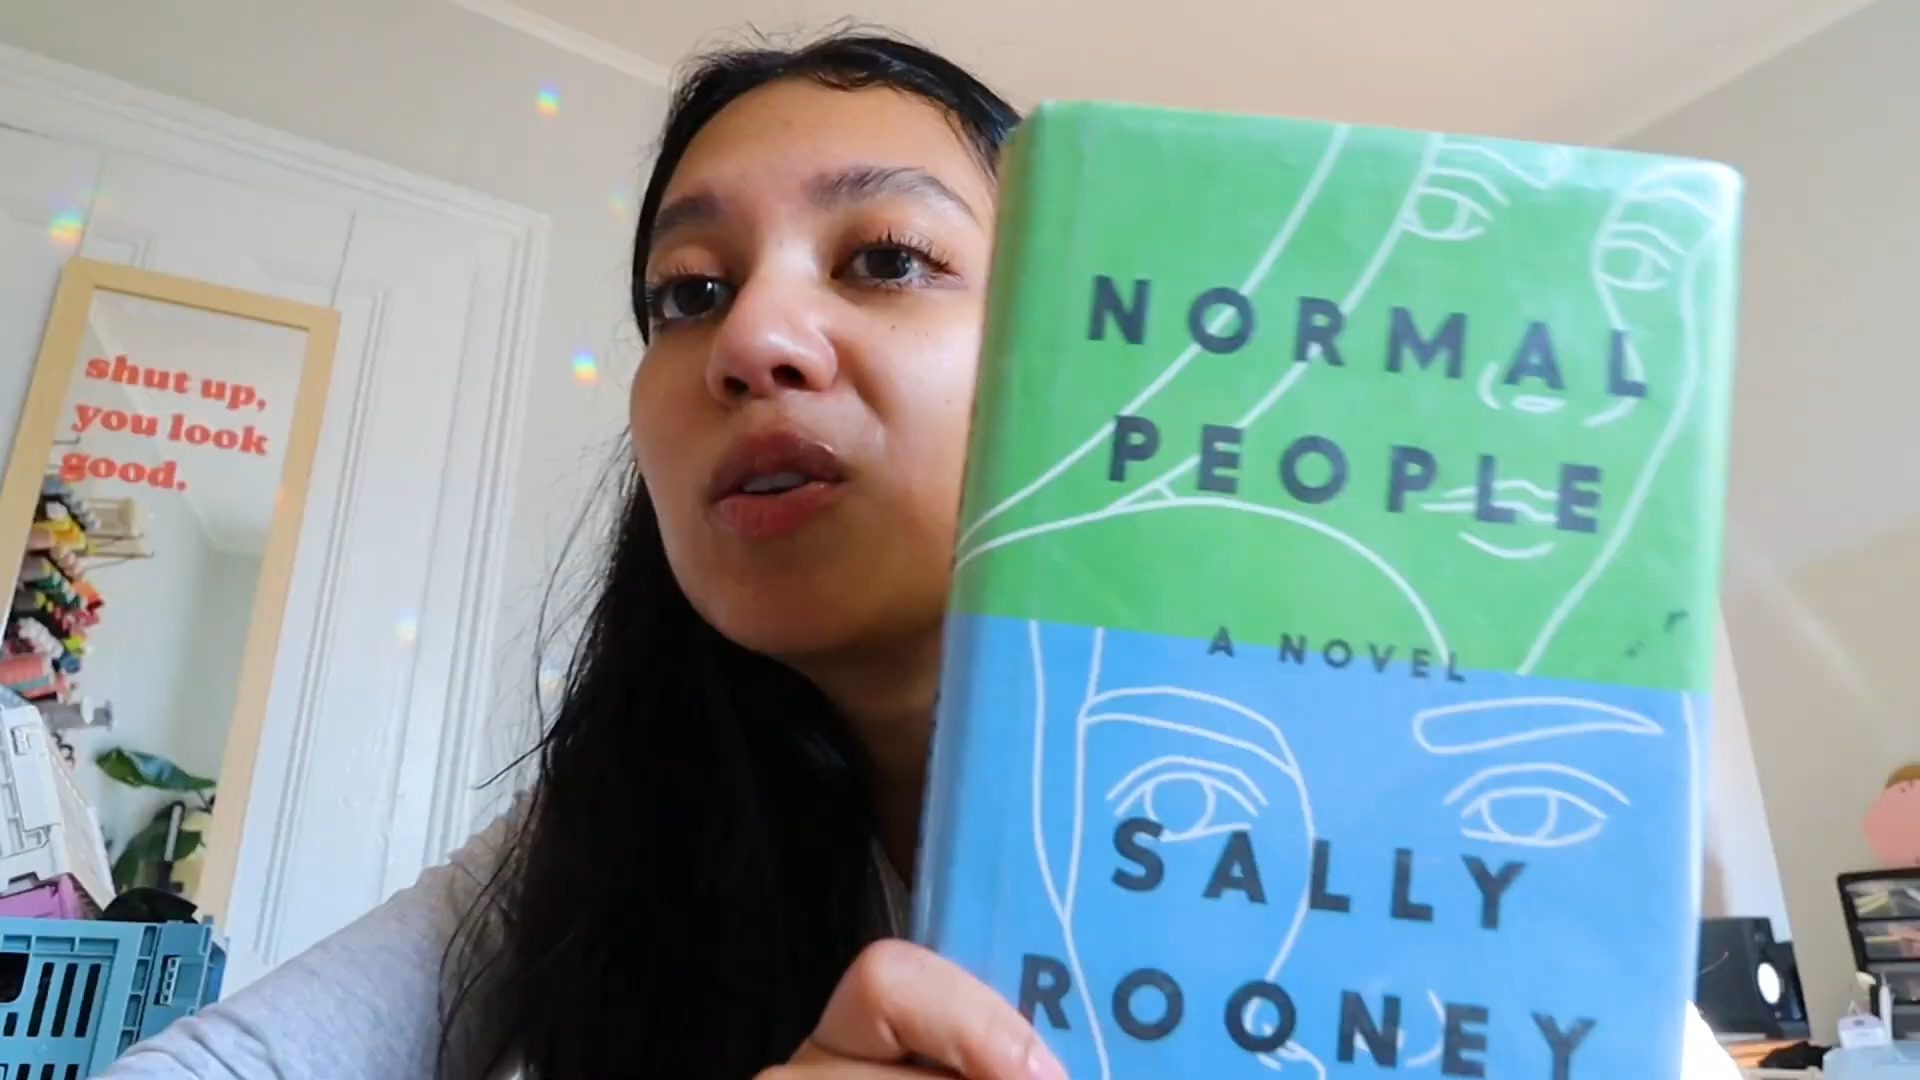 shut up,
you look
good.
NORMAL
PEOPLE
A NOVEL
SALLY
ROONEY